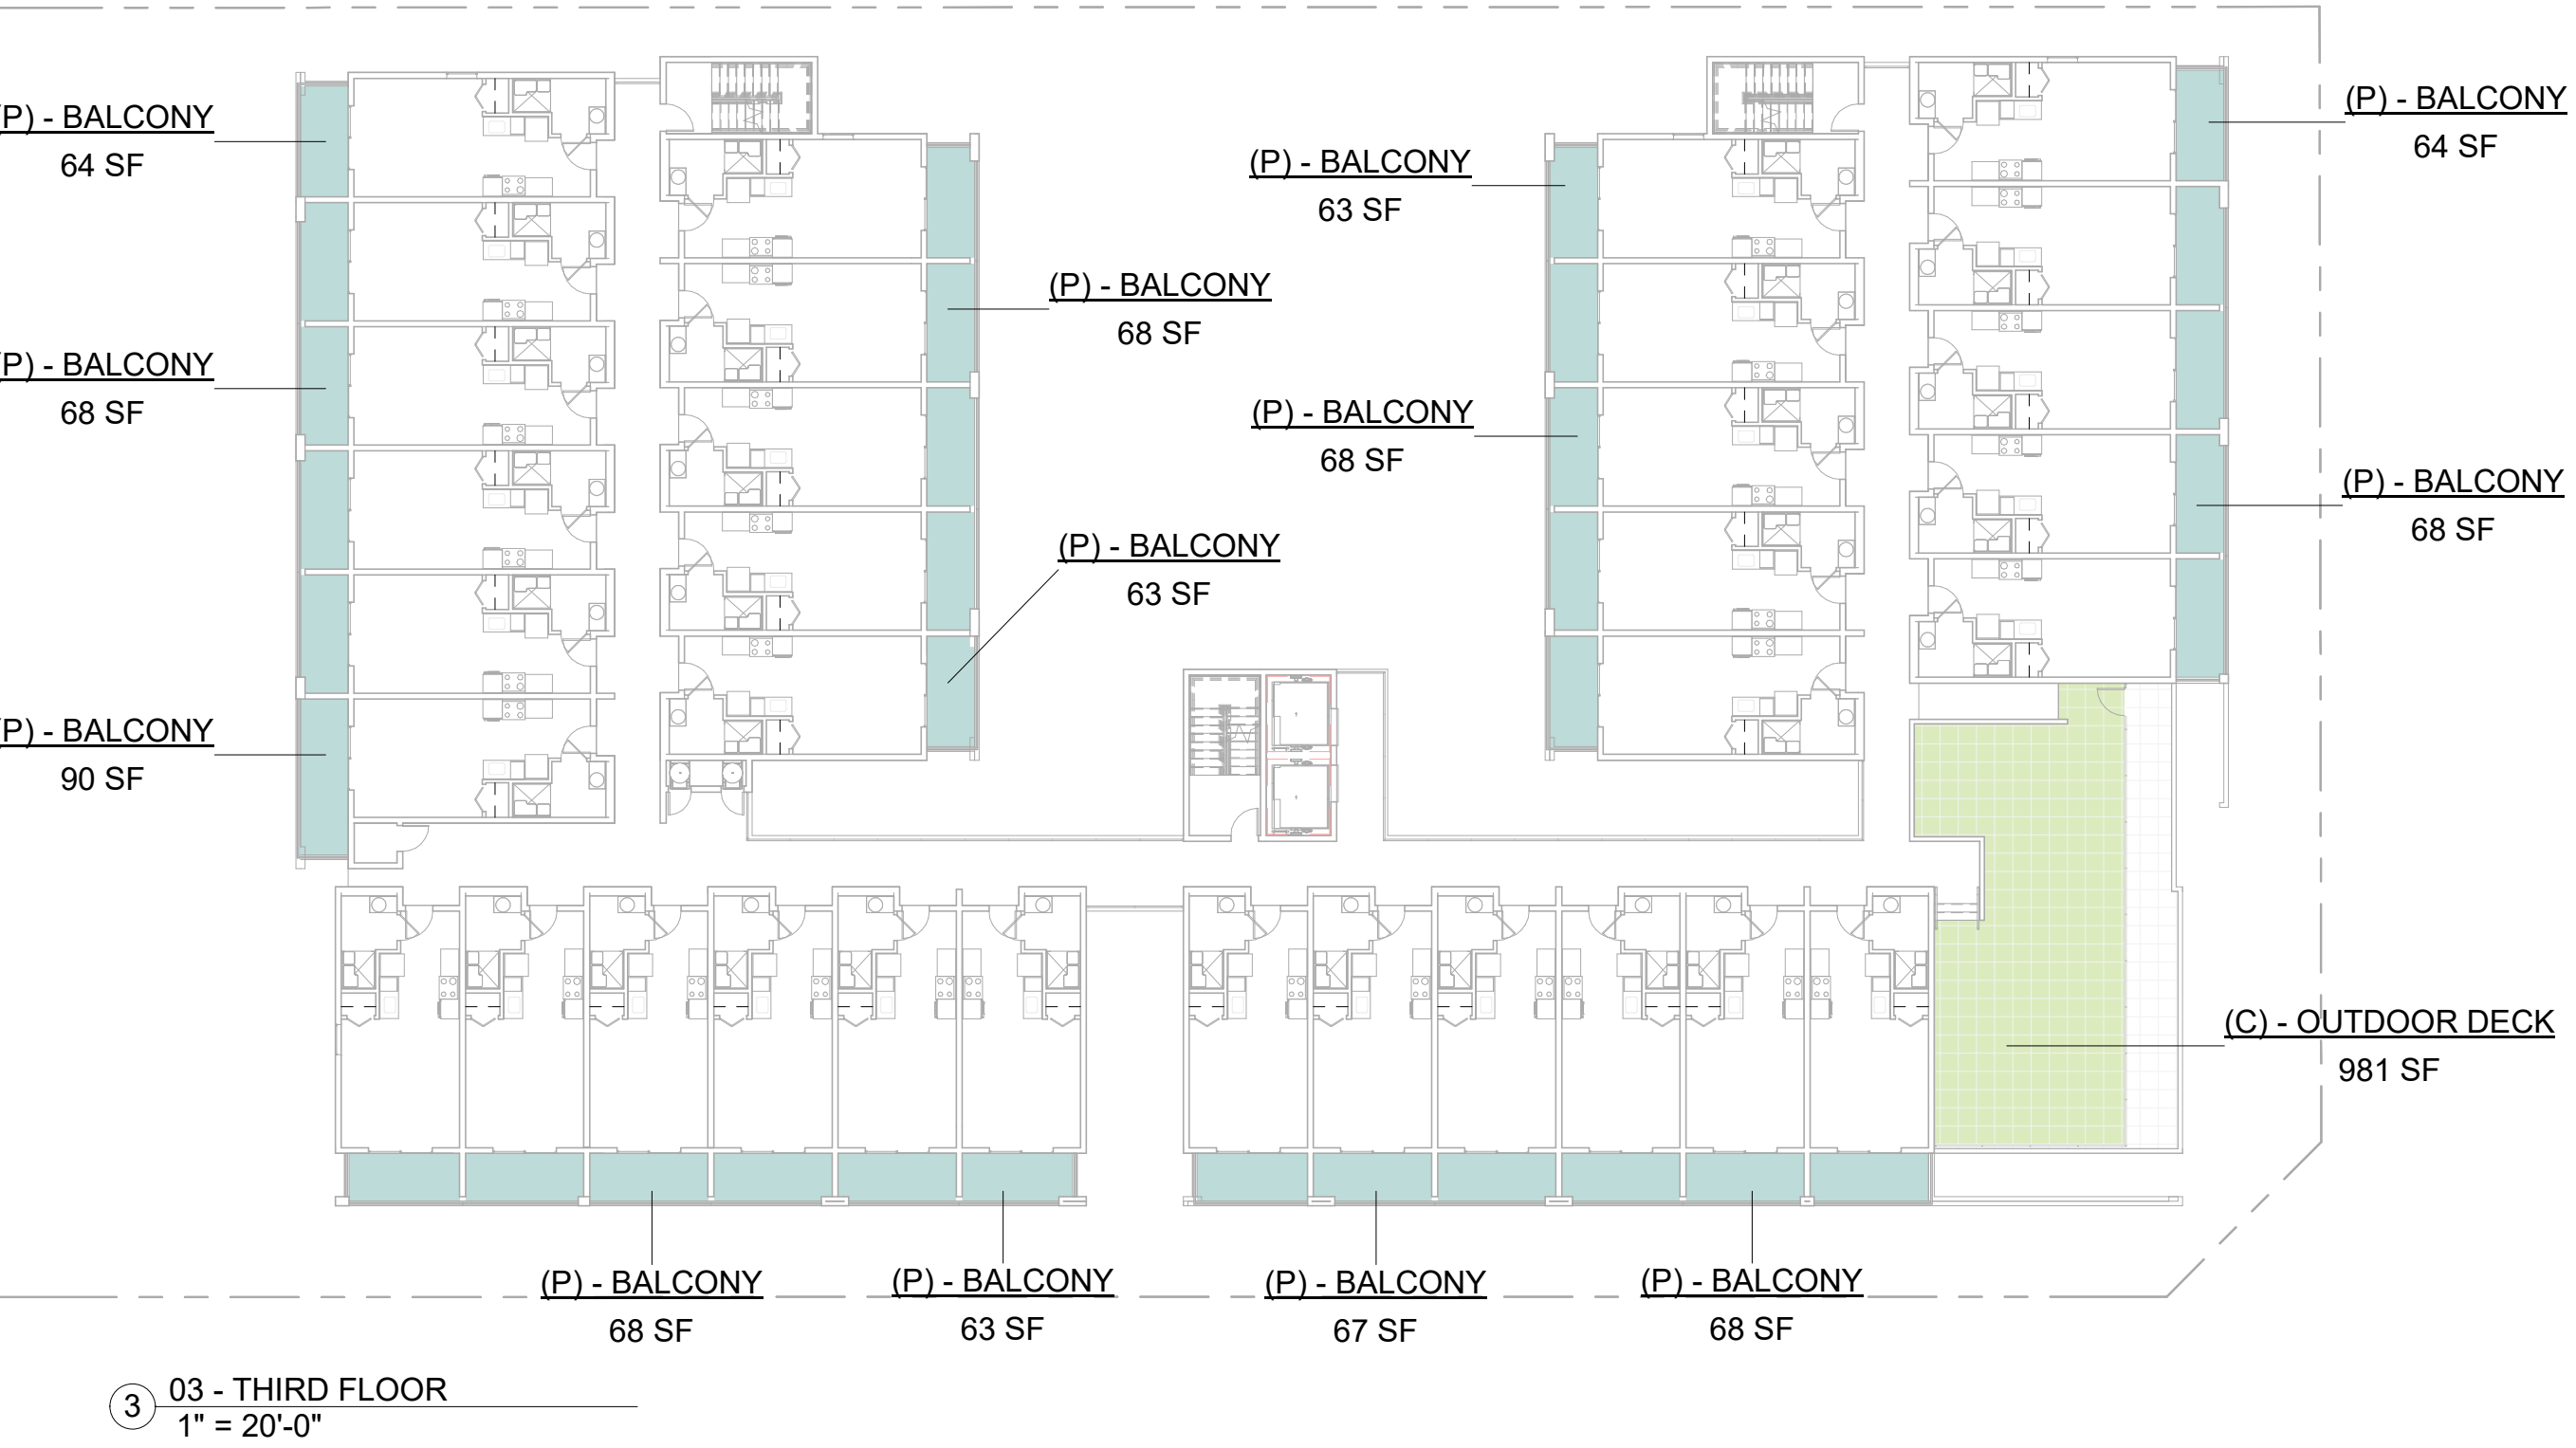 (P) - BALCONY
64 SF
(P) - BALCONY
68 SF
(P) - BALCONY
90 SF
(P) - BALCONY
68 SF
(P) - BALCONY
63 SF
(P) - BALCONY
63 SF
(P) - BALCONY
68 SF
(P) - BALCONY
64 SF
(P) - BALCONY
68 SF
(C) - OUTDOOR DECK
981 SF
(P) - BALCONY
68 SF
(P) - BALCONY
63 SF
(P) - BALCONY
67 SF
(P) - BALCONY
68 SF
3
03 - THIRD FLOOR
1" = 20'-0"